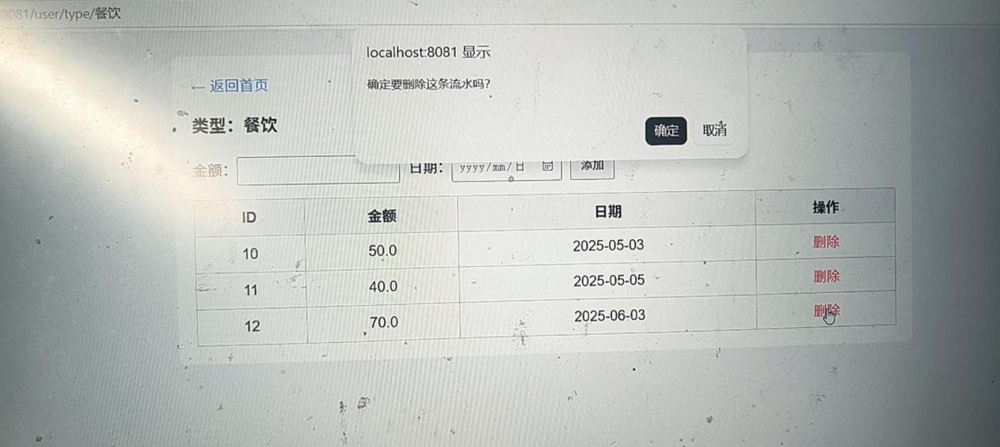 8081/user/type/餐饮
localhost:8081 显示
确定要删除这条流水吗?
确定 取消
← 返回首页
类型：餐饮
金额： 日期： yyyy/mm/日 添加
ID 金额 日期 操作
10 50.0 2025-05-03 删除
11 40.0 2025-05-05 删除
12 70.0 2025-06-03 删除